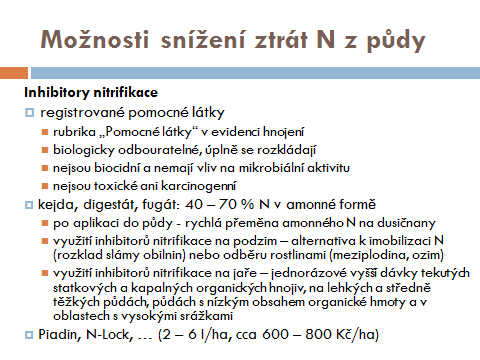 Možnosti snížení ztrát N z půdy
Inhibitory nitrifikace
registrované pomocné látky
rubrika „Pomocné látky“ v evidenci hnojení
biologicky odbouratelné, úplně se rozkládají
nejsou biocidní a nemají vliv na mikrobiální aktivitu
nejsou toxické ani karcinogenní
kejda, digestát, fugát: 40 – 70 % N v amonné formě
po aplikaci do půdy - rychlá přeměna amonného N na dusičnany
využití inhibitorů nitrifikace na podzim – alternativa k imobilizaci N
(rozklad slámy obilnin) nebo odběru rostlinami (meziplodina, ozim)
využití inhibitorů nitrifikace na jaře – jednorázové vyšší dávky tekutých
statkových a kapalných organických hnojiv, na lehkých a středně
těžkých půdách, půdách s nízkým obsahem organické hmoty a v
oblastech s vysokými srážkami
Piadin, N-Lock, … (2 – 6 l/ha, cca 600 – 800 Kč/ha)